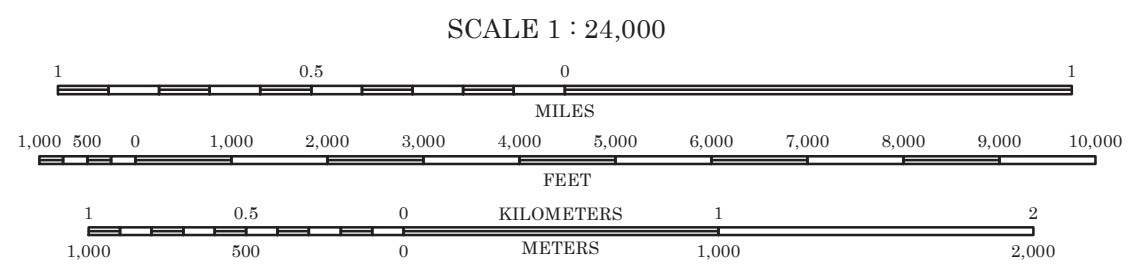 SCALE 1 : 24,000
1 0.5 0 1
MILES
1,000 500 0 1,000 2,000 3,000 4,000 5,000 6,000 7,000 8,000 9,000 10,000
FEET
1 0.5 0 KILOMETERS 1 2
1,000 500 0 METERS 1,000 2,000